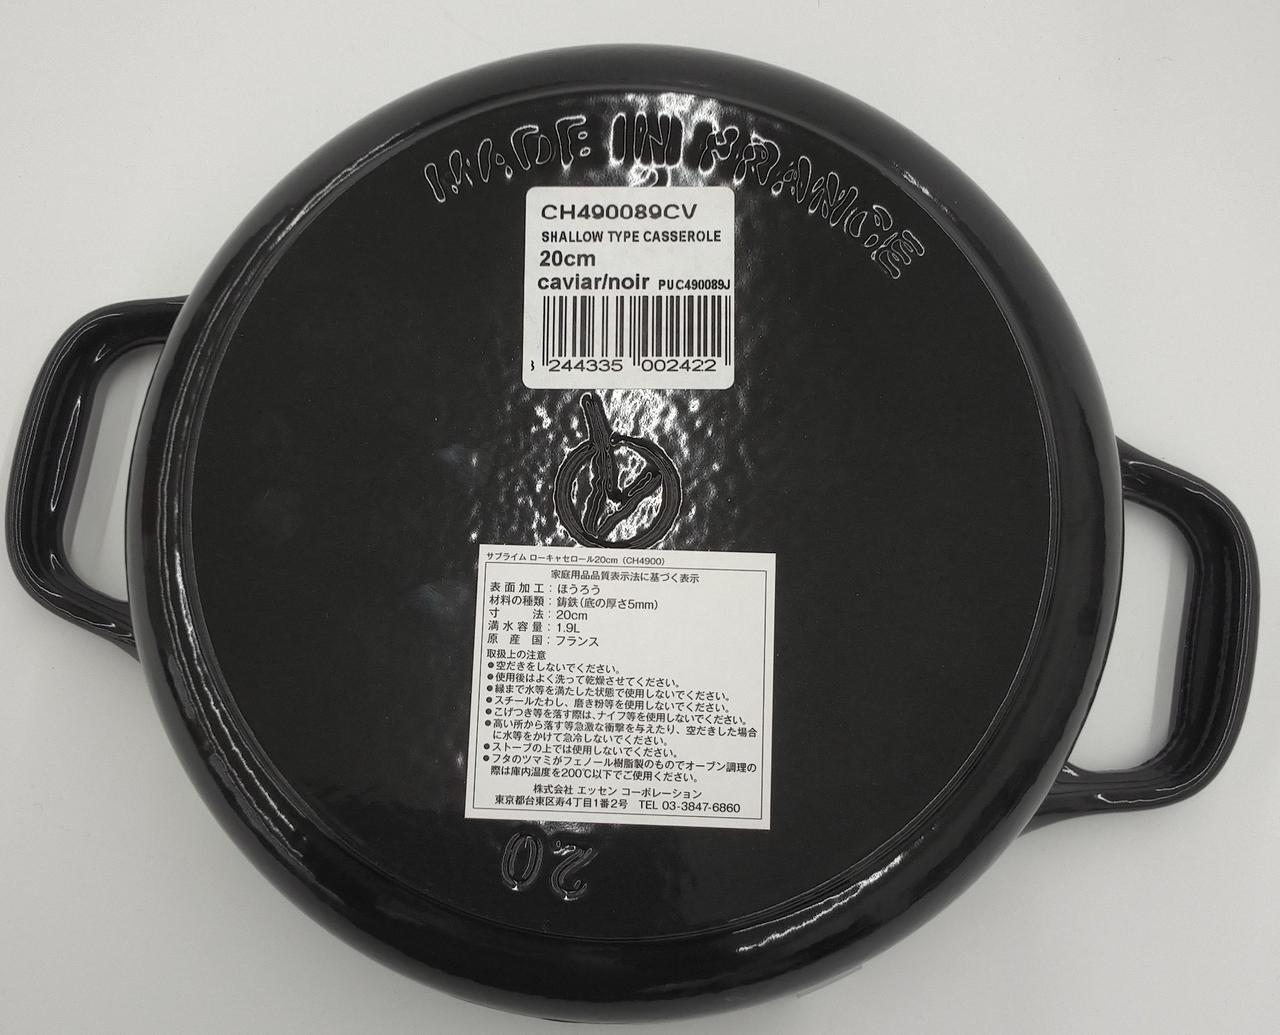 MADE IN FRANCE
2
CH490089CV
SHALLOW TYPE CASSEROLE
20cm
caviar/noir PUC490089J
244335 002422
サブライム ローキャセロール20cm（CH4900）
家庭用品品質表示法に基づく表示
表面加工：ほうろう
材料の種類：鋳鉄（底の厚さ5mm）
寸法：20cm
満水容量：1.9L
原産国：フランス
取扱上の注意
●空だきをしないでください。
●使用後はよく洗って乾燥させてください。
●縁まで水等を満たした状態で使用しないでください。
●スチールたわし、磨き粉等を使用しないでください。
●こげつき等を落す際は、ナイフ等を使用しないでください。
●高い所から落す等急激な衝撃を与えたり、空だきした場合
に水等をかけて急冷しないでください。
●ストーブの上では使用しないでください。
●フタのツマミがフェノール樹脂製のものでオーブン調理の
際は庫内温度を200℃以下でご使用ください。
株式会社 エッセン コーポレーション
東京都台東区寿4丁目1番2号 TEL 03-3847-6860
20